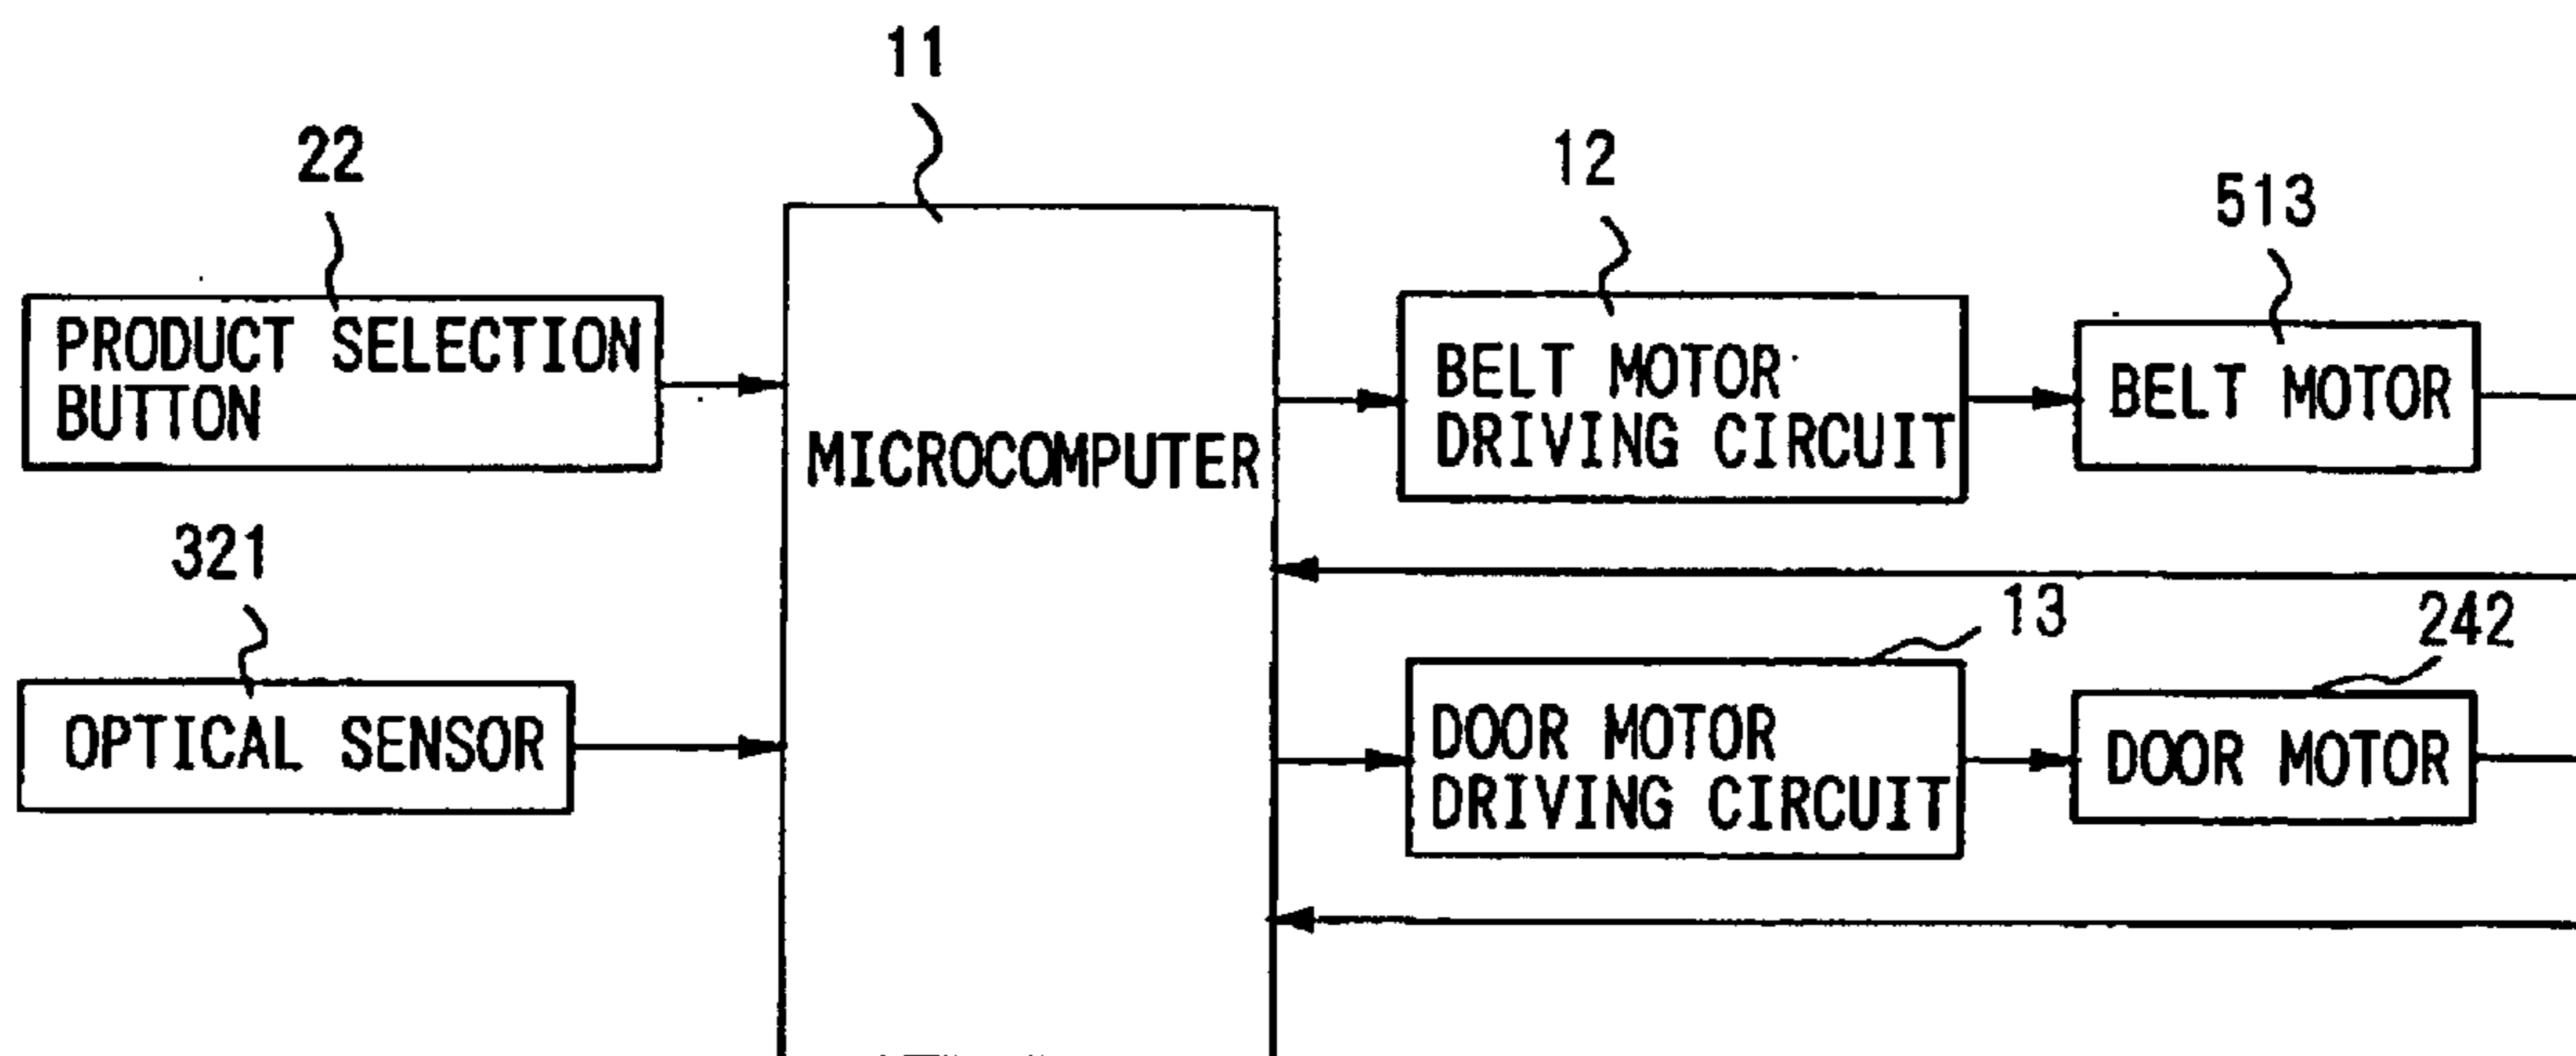 11
22
12
513
PRODUCT SELECTION
BUTTON
BELT MOTOR
DRIVING CIRCUIT
BELT MOTOR
MICROCOMPUTER
321
13
242
OPTICAL SENSOR
DOOR MOTOR
DRIVING CIRCUIT
DOOR MOTOR